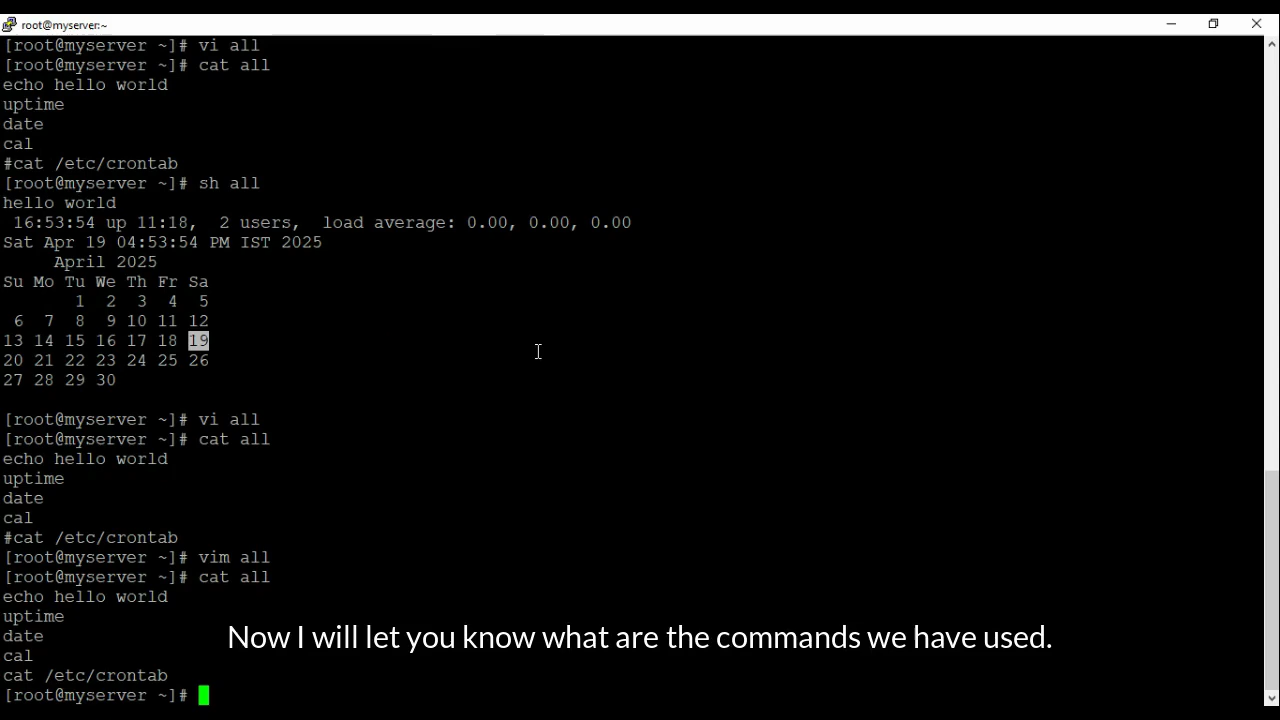 root@myserver:~
[root@myserver ~]# vi all
[root@myserver ~]# cat all
echo hello world
uptime
date
cal
#cat /etc/crontab
[root@myserver ~]# sh all
hello world
 16:53:54 up 11:18,  2 users,  load average: 0.00, 0.00, 0.00
Sat Apr 19 04:53:54 PM IST 2025
     April 2025
Su Mo Tu We Th Fr Sa
       1  2  3  4  5
 6  7  8  9 10 11 12
13 14 15 16 17 18 19
20 21 22 23 24 25 26
27 28 29 30
[root@myserver ~]# vi all
[root@myserver ~]# cat all
echo hello world
uptime
date
cal
#cat /etc/crontab
[root@myserver ~]# vim all
[root@myserver ~]# cat all
echo hello world
uptime
date
Now I will let you know what are the commands we have used.
cal
cat /etc/crontab
[root@myserver ~]#